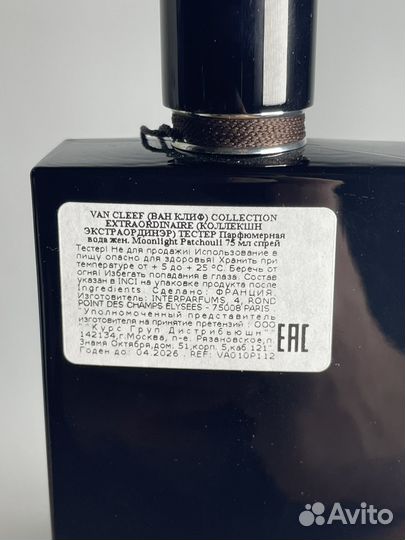 VAN CLEEF (ВАН КЛИФ) COLLECTION
EXTRAORDINAIRE (КОЛЛЕКШН
ЭКСТРАОРДИНЭР) ТЕСТЕР Парфюмерная
вода жен. Moonlight Patchouli 75 мл спрей
Тестер! Не для продажи! Использование в
пищу опасно для здоровья! Хранить при
температуре от + 5 до + 25 °С. Беречь от
огня! Избегать попадания в глаза. Состав
указан в INCI на упаковке продукта после
Ingredients. Сделано: ФРАНЦИЯ.
Изготовитель: INTERPARFUMS, 4, ROND
POINT DES CHAMPS ELYSEES - 75008 PARIS .
Уполномоченный представитель
изготовителя на принятие претензий : ООО
""Курс Груп Дистрибьюшн""
142134,г.Москва, п-е. Рязановское,п.
Знамя Октября,дом: 51,корп. 5,каб.121"
Годен до: 04.2026 . REF: VA010P112
EAC
Avito